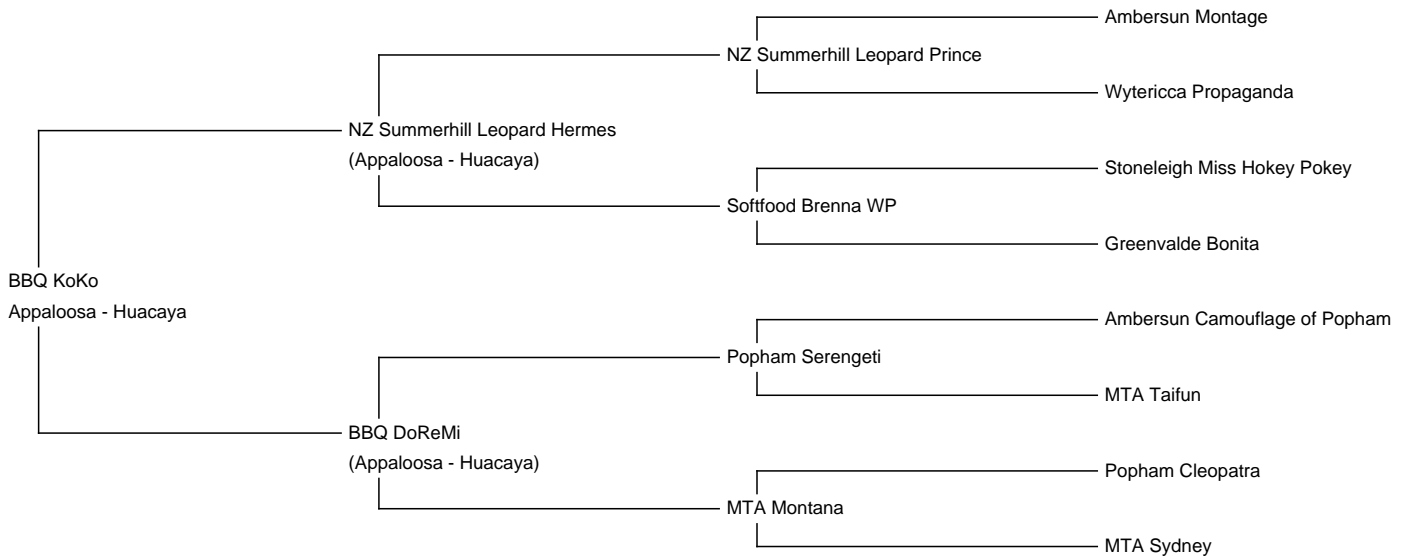 Ambersun Montage
NZ Summerhill Leopard Prince
Wytericca Propaganda
NZ Summerhill Leopard Hermes
(Appaloosa - Huacaya)
Stoneleigh Miss Hokey Pokey
Softfood Brenna WP
Greenvalde Bonita
BBQ KoKo
Appaloosa - Huacaya
Ambersun Camouflage of Popham
Popham Serengeti
MTA Taifun
BBQ DoReMi
(Appaloosa - Huacaya)
Popham Cleopatra
MTA Montana
MTA Sydney